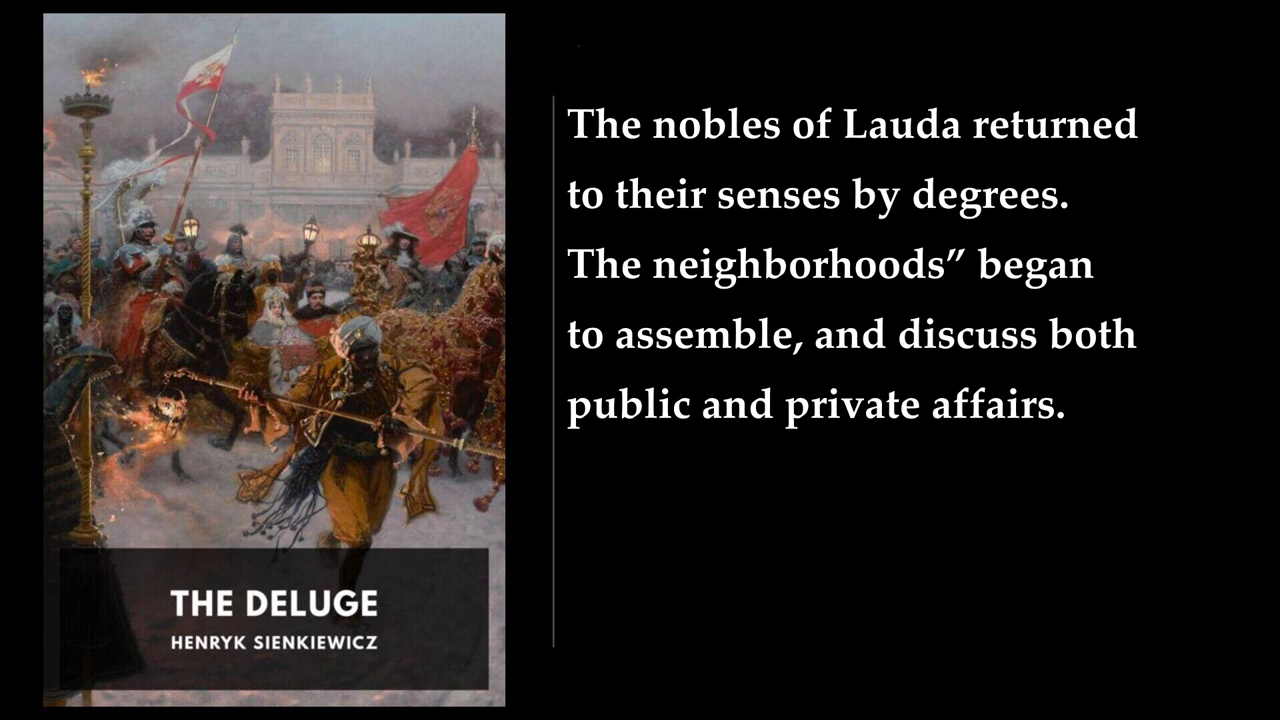 The nobles of Lauda returned
to their senses by degrees.
The neighborhoods” began
to assemble, and discuss both
public and private affairs.
THE DELUGE
HENRYK SIENKIEWICZ